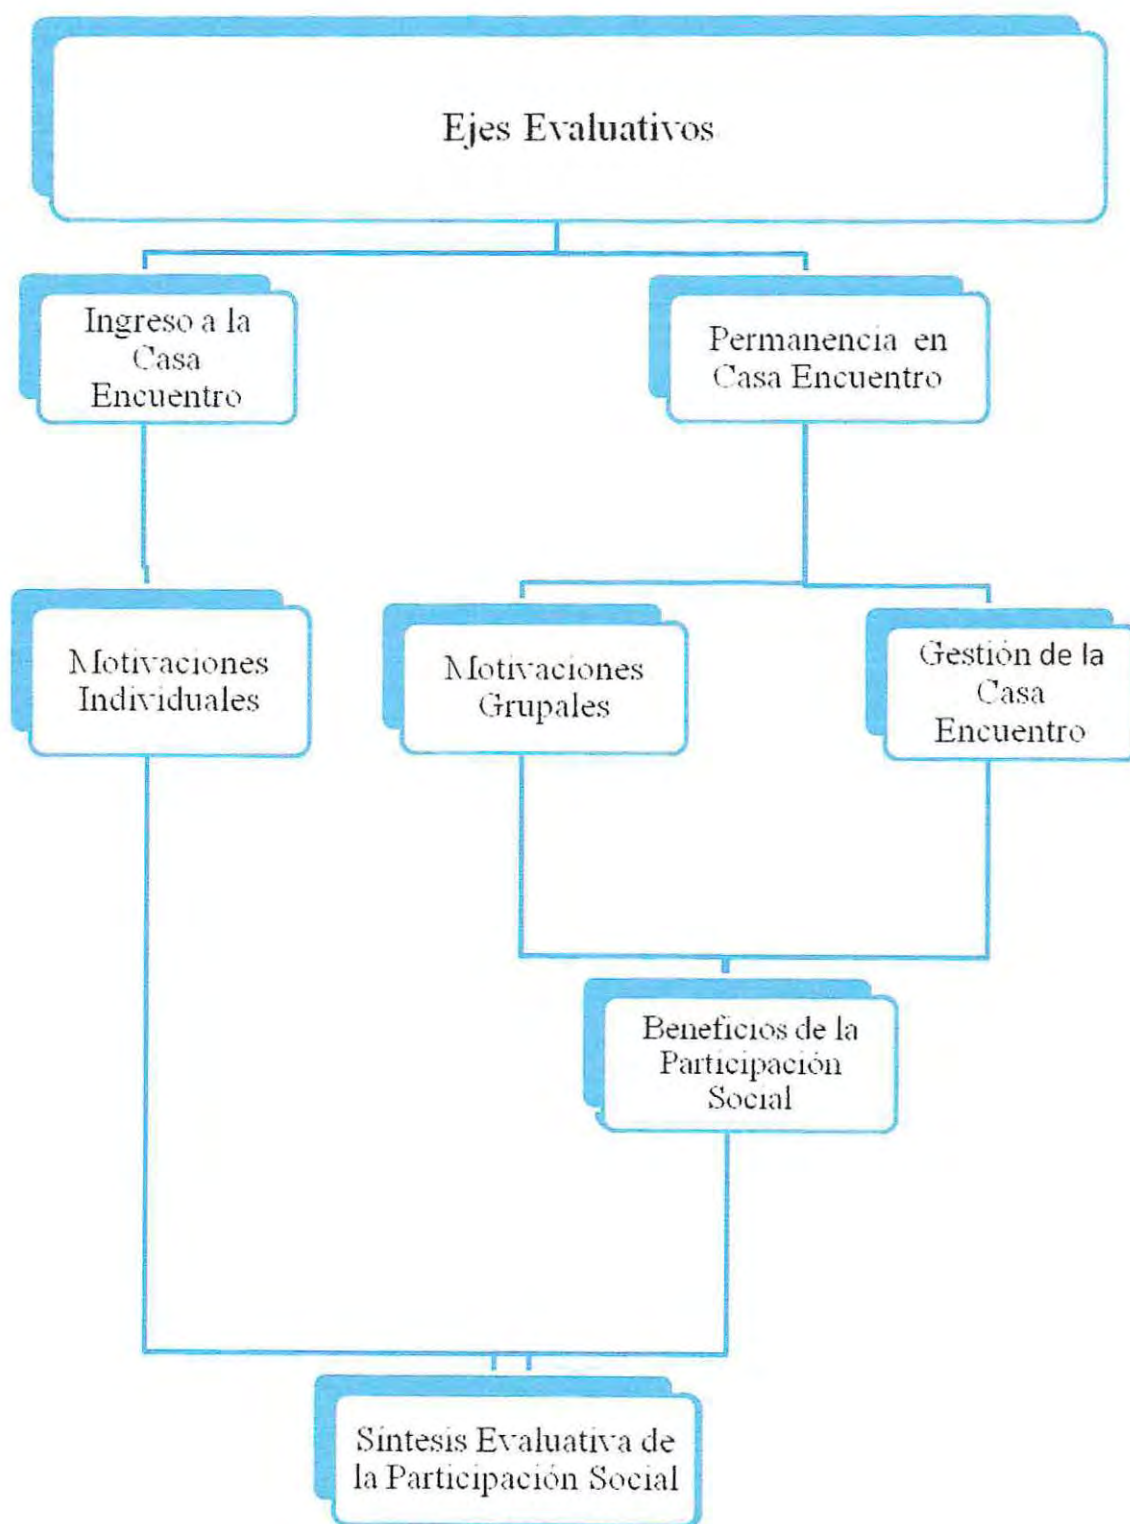 Ejes Evaluativos
Ingreso a la
Casa
Encuentro
Permanencia en
Casa Encuentro
Motivaciones
Individuales
Motivaciones
Grupales
Gestión de la
Casa
Encuentro
Beneficios de la
Participación
Social
Síntesis Evaluativa de
la Participación Social